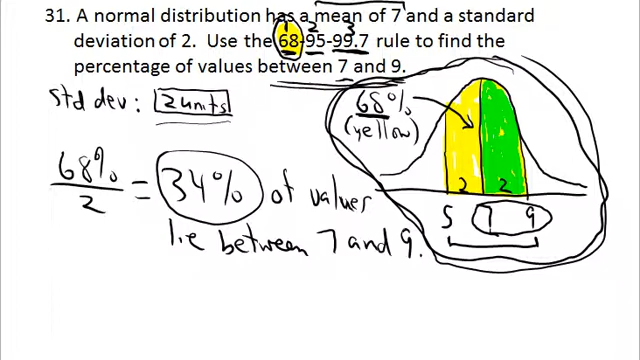 31. A normal distribution has a mean of 7 and a standard
deviation of 2. Use the 68-95-99.7 rule to find the
percentage of values between 7 and 9.
1 2 3
std dev: 2 units
68%
(yellow)
68%
2
= 34% of values
lie between 7 and 9.
2 2
5 7 9